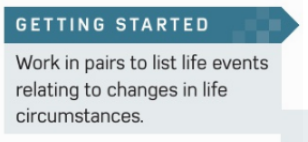 GETTING STARTED
Work in pairs to list life events
relating to changes in life
circumstances.